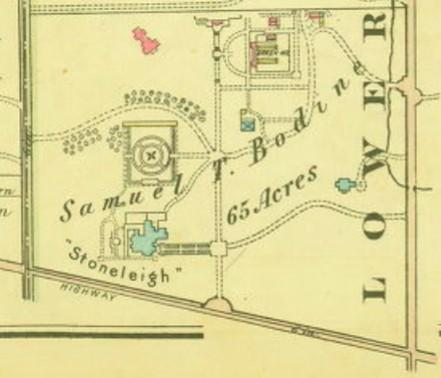 Samuel T. Bodine
65 Acres
"Stoneleigh"
HIGHWAY
LOWER